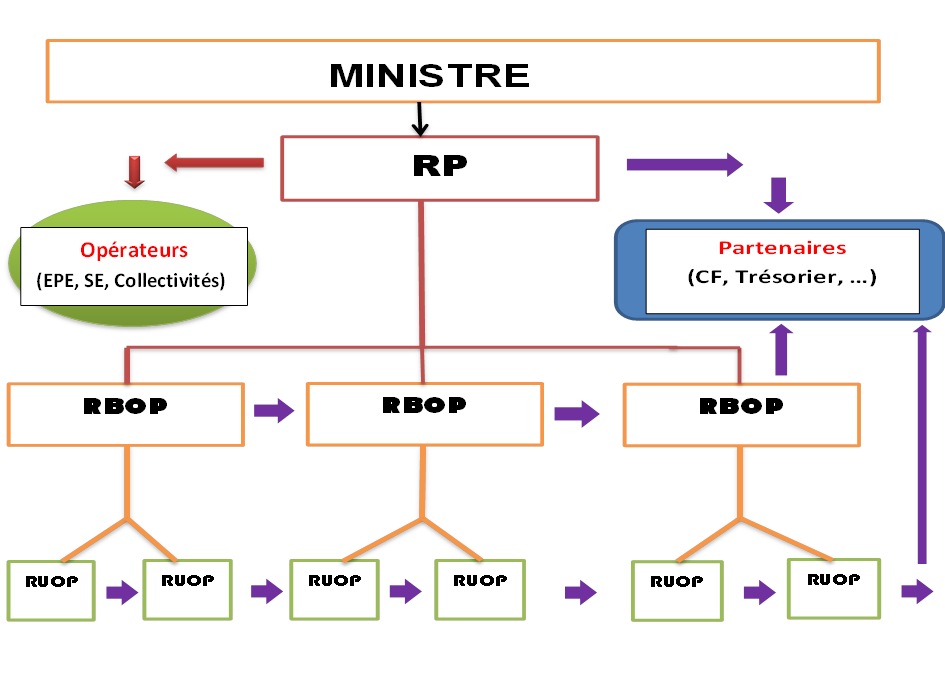 MINISTRE
RP
Opérateurs
(EPE, SE, Collectivités)
Partenaires
(CF, Trésorier, ...)
RBOP
RBOP
RBOP
RUOP
RUOP
RUOP
RUOP
RUOP
RUOP